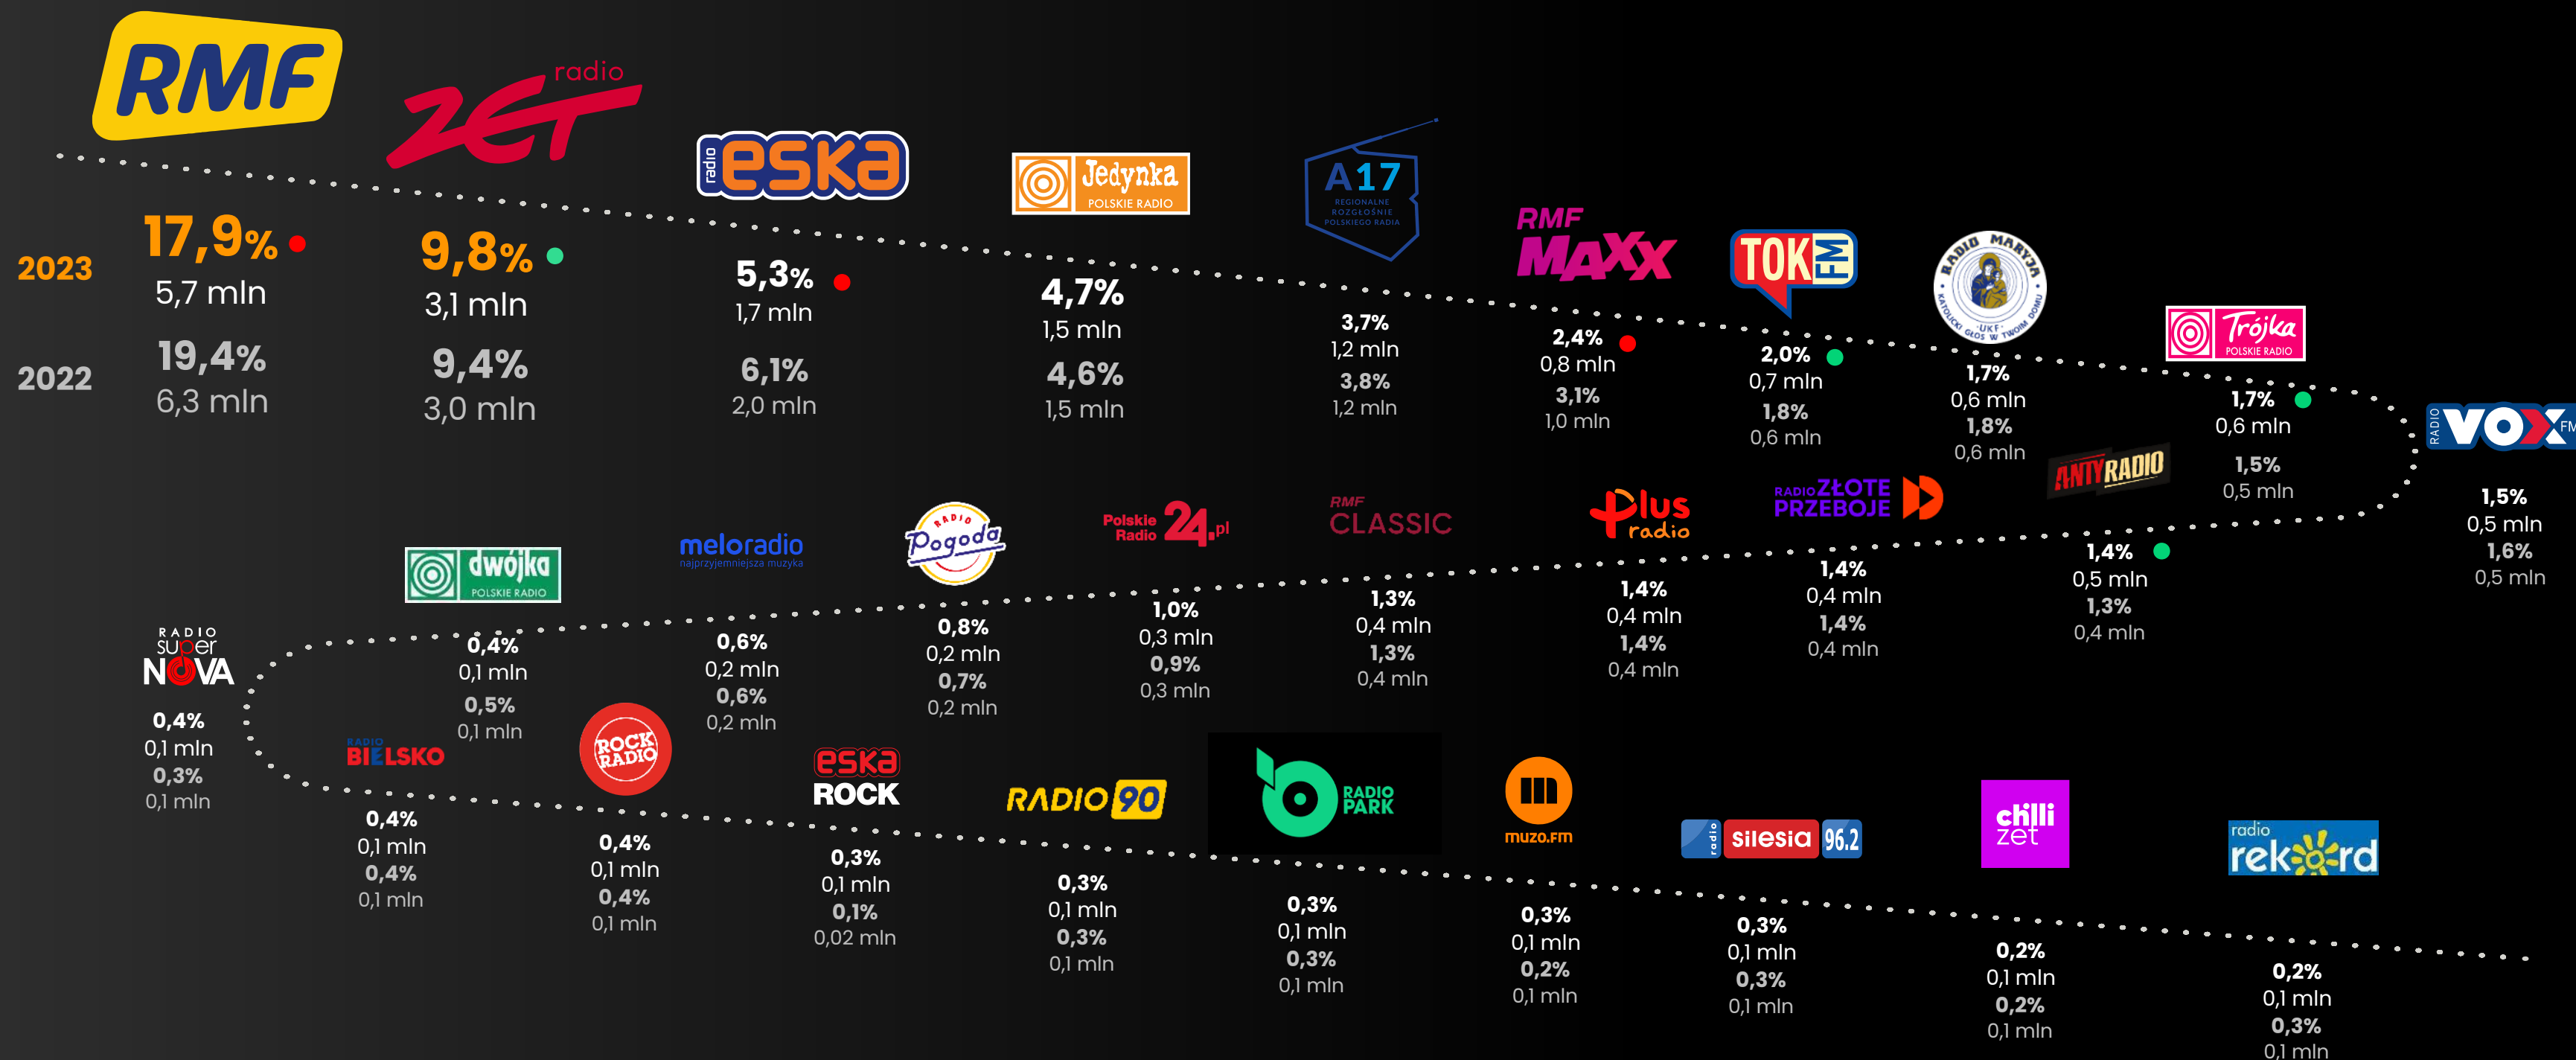 RMF
radio
ZET
radio
eska
Jedynka
POLSKIE RADIO
A17
REGIONALNE
ROZGŁOŚNIE
POLSKIEGO RADIA
RMF
MAXX
TOK FM
RADIO MARYJA
KATOLICKI GŁOS W TWOIM DOMU
UKF
Trójka
POLSKIE RADIO
RADIO
VOX FM
2023
17,9%
5,7 mln
9,8%
3,1 mln
5,3%
1,7 mln
4,7%
1,5 mln
3,7%
1,2 mln
2,4%
0,8 mln
2,0%
0,7 mln
1,7%
0,6 mln
1,7%
0,6 mln
1,5%
0,5 mln
2022
19,4%
6,3 mln
9,4%
3,0 mln
6,1%
2,0 mln
4,6%
1,5 mln
3,8%
1,2 mln
3,1%
1,0 mln
1,8%
0,6 mln
1,8%
0,6 mln
1,5%
0,5 mln
1,6%
0,5 mln
ANTYRADIO
1,4%
0,5 mln
1,3%
0,4 mln
RADIO ZŁOTE
PRZEBOJE
1,4%
0,4 mln
1,4%
0,4 mln
Plus
radio
1,4%
0,4 mln
1,4%
0,4 mln
RMF
CLASSIC
1,3%
0,4 mln
1,3%
0,4 mln
Polskie
Radio 24.pl
1,0%
0,3 mln
0,9%
0,3 mln
RADIO
Pogoda
0,8%
0,2 mln
0,7%
0,2 mln
meloradio
najprzyjemniejsza muzyka
0,6%
0,2 mln
0,6%
0,2 mln
dwójka
POLSKIE RADIO
0,4%
0,1 mln
0,5%
0,1 mln
RADIO
super
NOVA
0,4%
0,1 mln
0,3%
0,1 mln
RADIO
BIELSKO
0,4%
0,1 mln
0,4%
0,1 mln
ROCK
RADIO
0,4%
0,1 mln
0,4%
0,1 mln
eska
ROCK
0,3%
0,1 mln
0,1%
0,02 mln
RADIO 90
0,3%
0,1 mln
0,3%
0,1 mln
RADIO
PARK
0,3%
0,1 mln
0,3%
0,1 mln
muzo.fm
0,3%
0,1 mln
0,2%
0,1 mln
radio silesia 96.2
0,3%
0,1 mln
0,3%
0,1 mln
chilli
zet
0,2%
0,1 mln
0,2%
0,1 mln
radio
rekord
0,2%
0,1 mln
0,3%
0,1 mln